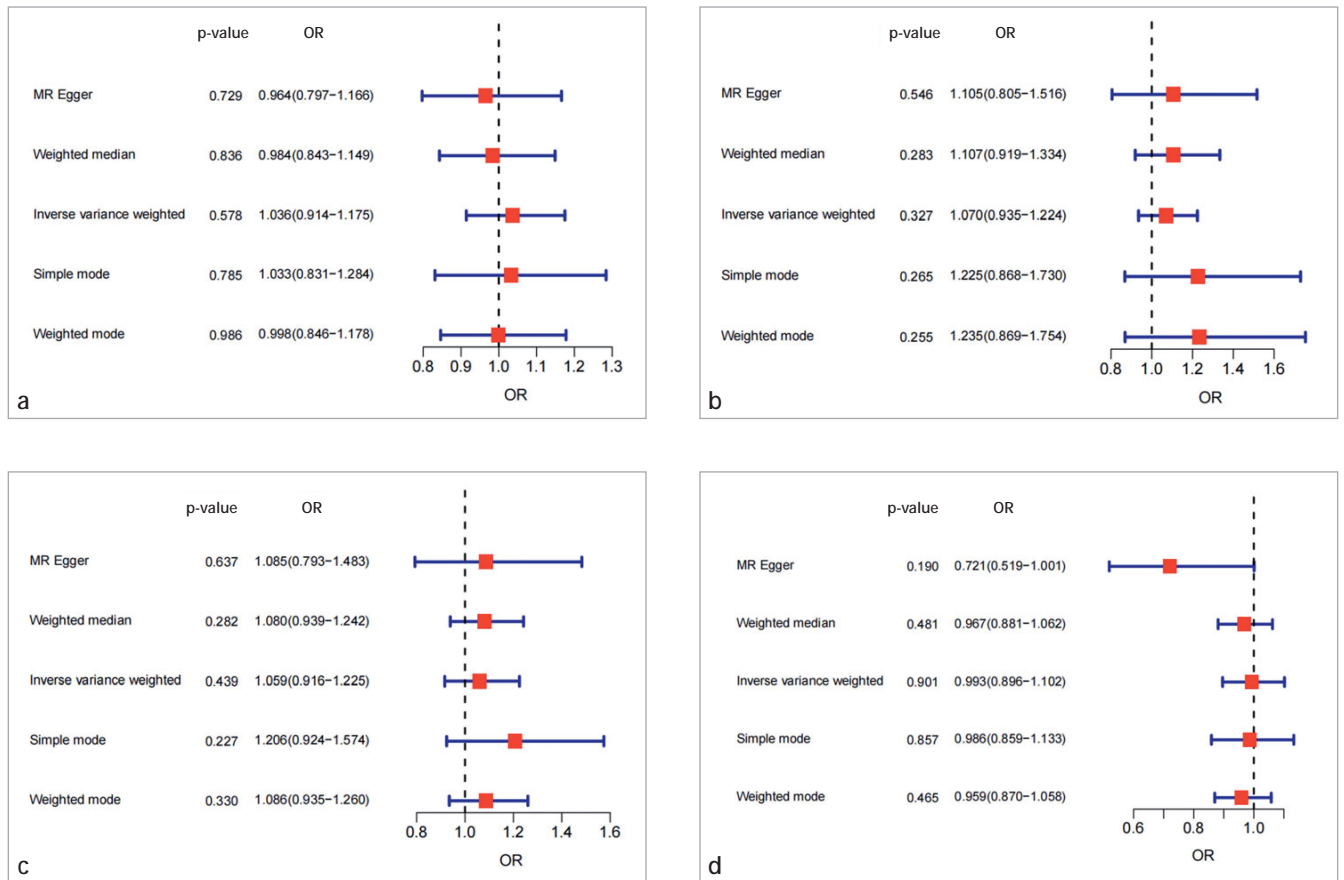 p-value OR
MR Egger 0.729 0.964(0.797−1.166)
Weighted median 0.836 0.984(0.843−1.149)
Inverse variance weighted 0.578 1.036(0.914−1.175)
Simple mode 0.785 1.033(0.831−1.284)
Weighted mode 0.986 0.998(0.846−1.178)
0.8 0.9 1.0 1.1 1.2 1.3
OR
a
p-value OR
MR Egger 0.546 1.105(0.805−1.516)
Weighted median 0.283 1.107(0.919−1.334)
Inverse variance weighted 0.327 1.070(0.935−1.224)
Simple mode 0.265 1.225(0.868−1.730)
Weighted mode 0.255 1.235(0.869−1.754)
0.8 1.0 1.2 1.4 1.6
OR
b
p-value OR
MR Egger 0.637 1.085(0.793−1.483)
Weighted median 0.282 1.080(0.939−1.242)
Inverse variance weighted 0.439 1.059(0.916−1.225)
Simple mode 0.227 1.206(0.924−1.574)
Weighted mode 0.330 1.086(0.935−1.260)
0.8 1.0 1.2 1.4 1.6
OR
c
p-value OR
MR Egger 0.190 0.721(0.519−1.001)
Weighted median 0.481 0.967(0.881−1.062)
Inverse variance weighted 0.901 0.993(0.896−1.102)
Simple mode 0.857 0.986(0.859−1.133)
Weighted mode 0.465 0.959(0.870−1.058)
0.6 0.8 1.0
OR
d